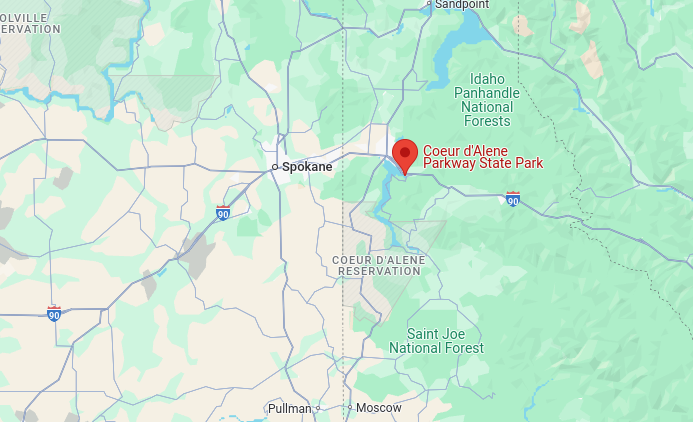 Sandpoint
OLVILLE
ERVATION
Idaho
Panhandle
National
Forests
Coeur d'Alene
Parkway State Park
Spokane
90
90
COEUR D'ALENE
RESERVATION
90
Saint Joe
National Forest
Pullman
Moscow